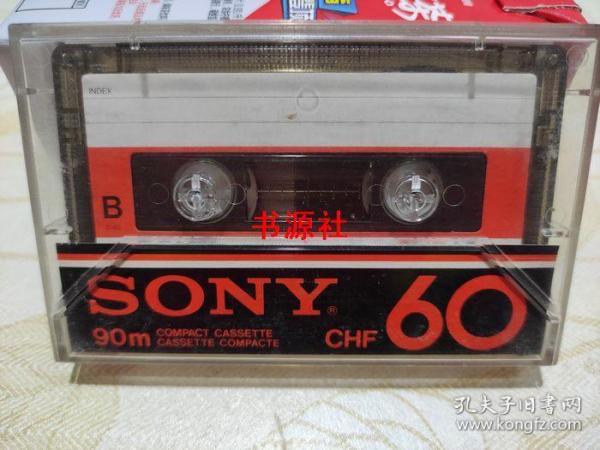 INDEX
B
书源社
SONY®
60
90m
COMPACT CASSETTE
CASSETTE COMPACTE
CHF
孔夫子旧书网
www.kongfz.com